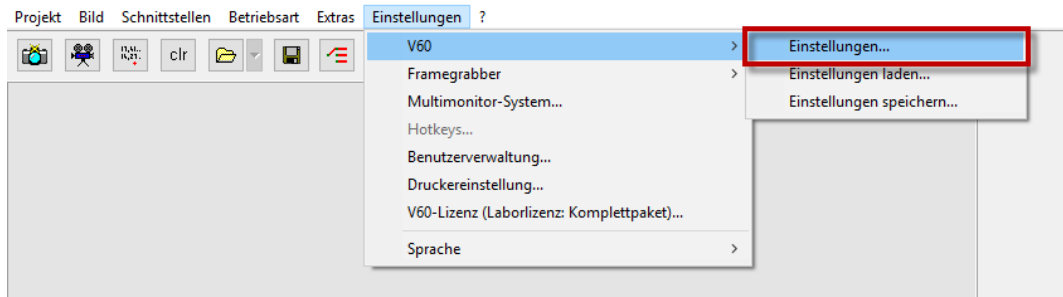 Projekt Bild Schnittstellen Betriebsart Extras Einstellungen ?
clr
V60
Framegrabber
Multimonitor-System...
Hotkeys...
Benutzerverwaltung...
Druckereinstellung...
V60-Lizenz (Laborlizenz: Komplettpaket)...
Sprache
Einstellungen...
Einstellungen laden...
Einstellungen speichern...